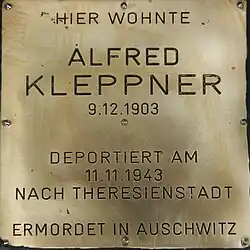 HIER WOHNTE
ALFRED
KLEPPNER
9.12.1903
DEPORTIERT AM
11.11.1943
NACH THERESIENSTADT
ERMORDET IN AUSCHWITZ